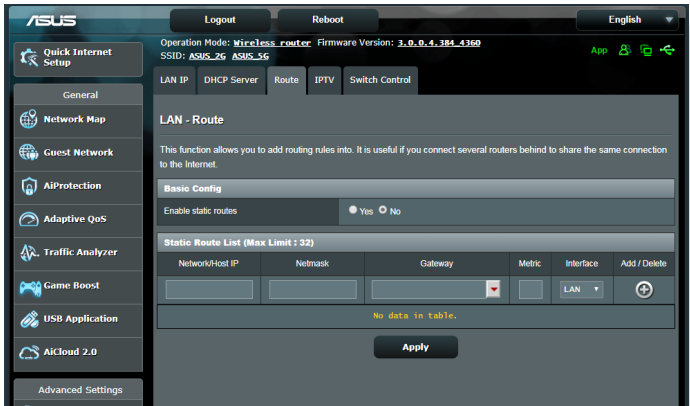 ASUS
Logout
Reboot
English
Quick Internet
Setup
General
Network Map
Guest Network
AiProtection
Adaptive QoS
Traffic Analyzer
Game Boost
USB Application
AiCloud 2.0
Advanced Settings
Operation Mode: Wireless router Firmware Version: 3.0.0.4.384_4360
SSID: ASUS_2G ASUS_5G
App
LAN IP DHCP Server Route IPTV Switch Control
LAN - Route
This function allows you to add routing rules into. It is useful if you connect several routers behind to share the same connection
to the Internet.
Basic Config
Enable static routes Yes No
Static Route List (Max Limit : 32)
Network/Host IP Netmask Gateway Metric Interface Add / Delete
LAN
No data in table.
Apply